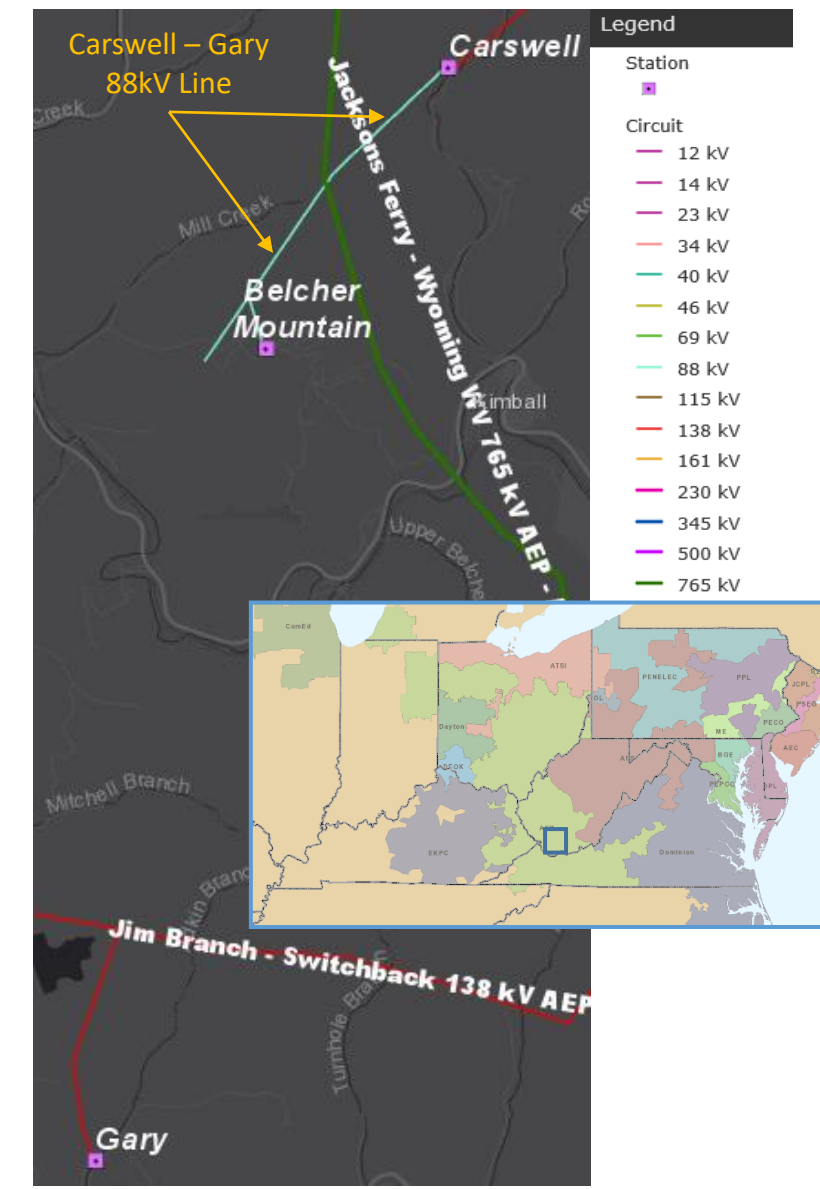 Carswell – Gary
88kV Line
Carswell
Creek
Jacksons Ferry - Wyoming WV 765 kV AEP -
Mill Creek
Belcher
Mountain
Kimball
Upper Belche
Mitchell Branch
Jim Branch - Switchback 138 kV AEP
Gary
Legend
Station
Circuit
12 kV
14 kV
23 kV
34 kV
40 kV
46 kV
69 kV
88 kV
115 kV
138 kV
161 kV
230 kV
345 kV
500 kV
765 kV
ComEd
ATSI
PENELEC
PPL
JCPL
PSEG
PECO
ME
AEC
Dayton
BGE
PEPCO
DPL
EKPC
Dominion